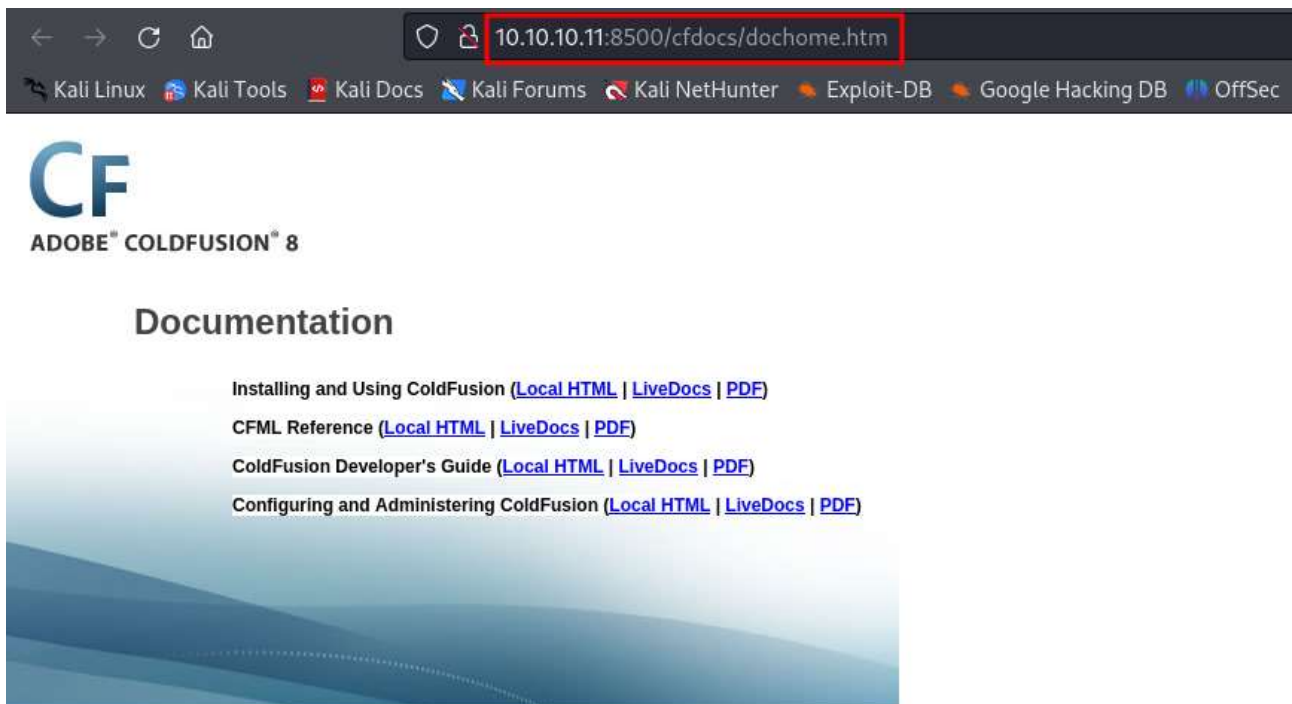 10.10.10.11:8500/cfdocs/dochome.htm
Kali Linux Kali Tools Kali Docs Kali Forums Kali NetHunter Exploit-DB Google Hacking DB OffSec
CF
ADOBE® COLDFUSION® 8
Documentation
Installing and Using ColdFusion (Local HTML | LiveDocs | PDF)
CFML Reference (Local HTML | LiveDocs | PDF)
ColdFusion Developer's Guide (Local HTML | LiveDocs | PDF)
Configuring and Administering ColdFusion (Local HTML | LiveDocs | PDF)